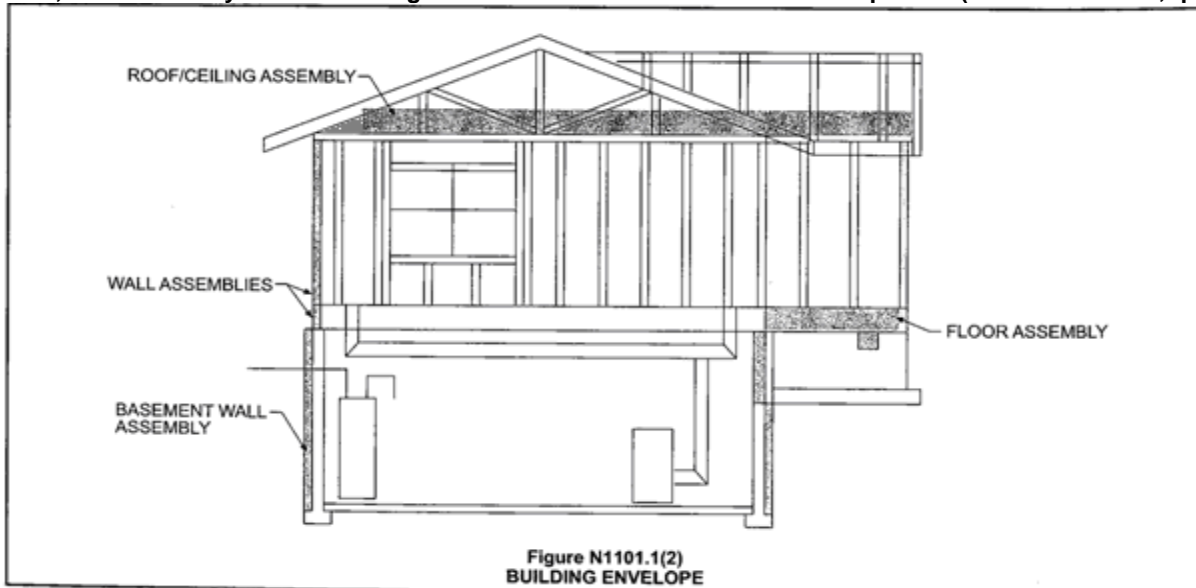 ROOF/CEILING ASSEMBLY
WALL ASSEMBLIES
FLOOR ASSEMBLY
BASEMENT WALL
ASSEMBLY
Figure N1101.1(2)
BUILDING ENVELOPE